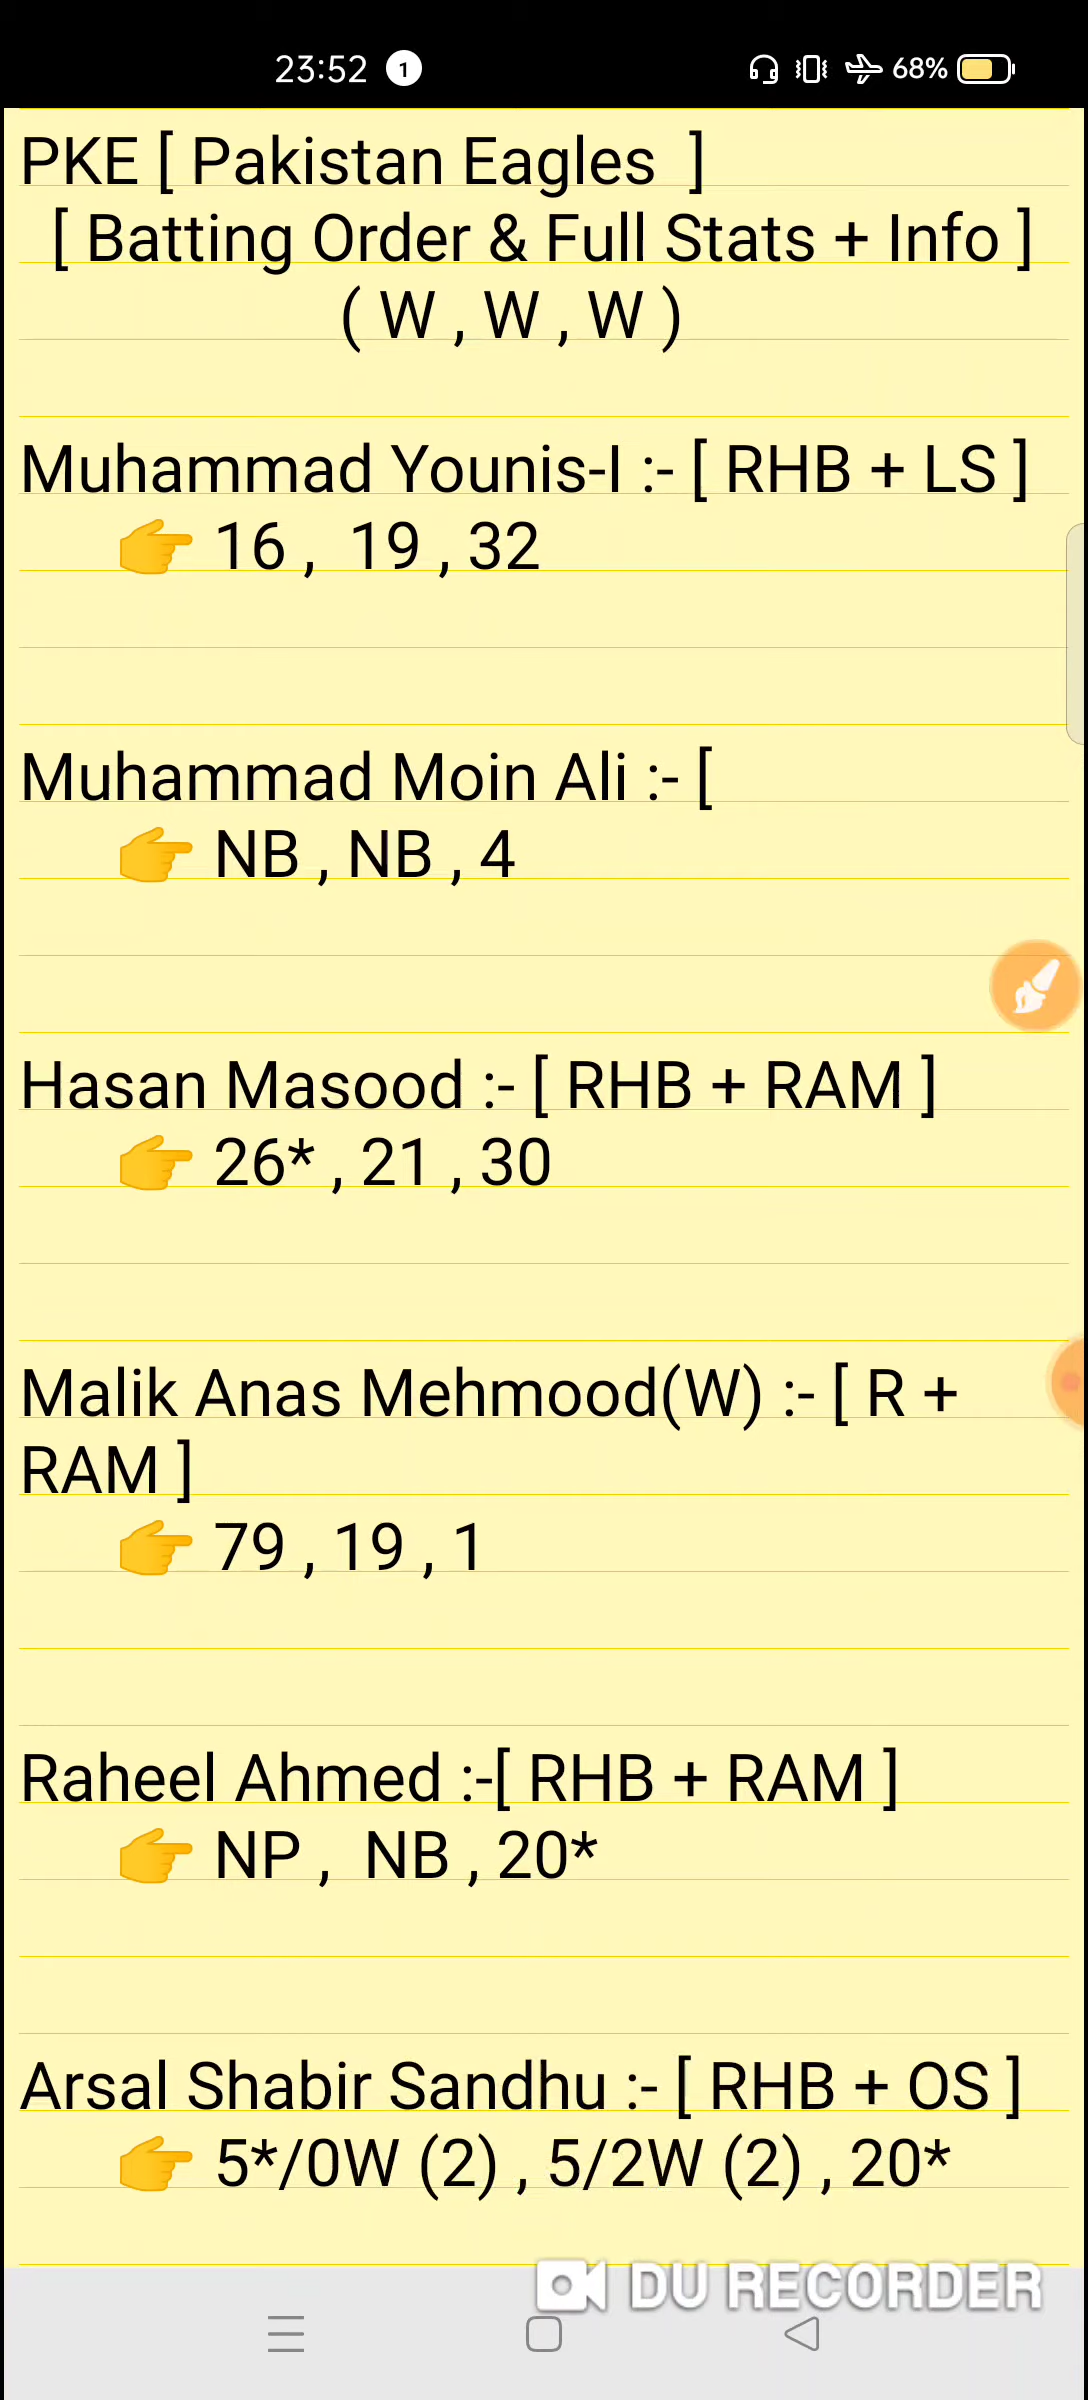 23:52 1 68%
PKE [ Pakistan Eagles  ]
[ Batting Order & Full Stats + Info ]
( W , W , W )
Muhammad Younis-I :- [ RHB + LS ]
👉 16 ,  19 , 32
Muhammad Moin Ali :- [
👉 NB , NB , 4
Hasan Masood :- [ RHB + RAM ]
👉 26* , 21 , 30
Malik Anas Mehmood(W) :- [ R +
RAM ]
👉 79 , 19 , 1
Raheel Ahmed :-[ RHB + RAM ]
👉 NP ,  NB , 20*
Arsal Shabir Sandhu :- [ RHB + OS ]
👉 5*/0W (2) , 5/2W (2) , 20*
DU RECORDER